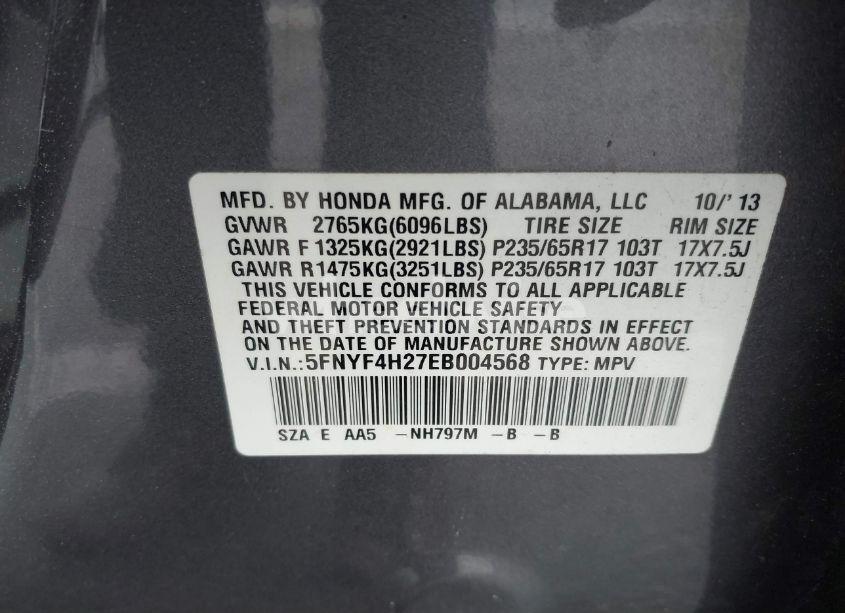 MFD. BY HONDA MFG. OF ALABAMA, LLC 10/' 13
GVWR 2765KG(6096LBS) TIRE SIZE RIM SIZE
GAWR F 1325KG(2921LBS) P235/65R17 103T 17X7.5J
GAWR R1475KG(3251LBS) P235/65R17 103T 17X7.5J
THIS VEHICLE CONFORMS TO ALL APPLICABLE
FEDERAL MOTOR VEHICLE SAFETY
AND THEFT PREVENTION STANDARDS IN EFFECT
ON THE DATE OF MANUFACTURE SHOWN ABOVE.
V.I.N.:5FNYF4H27EB004568 TYPE: MPV
SZA E AA5 -NH797M -B -B